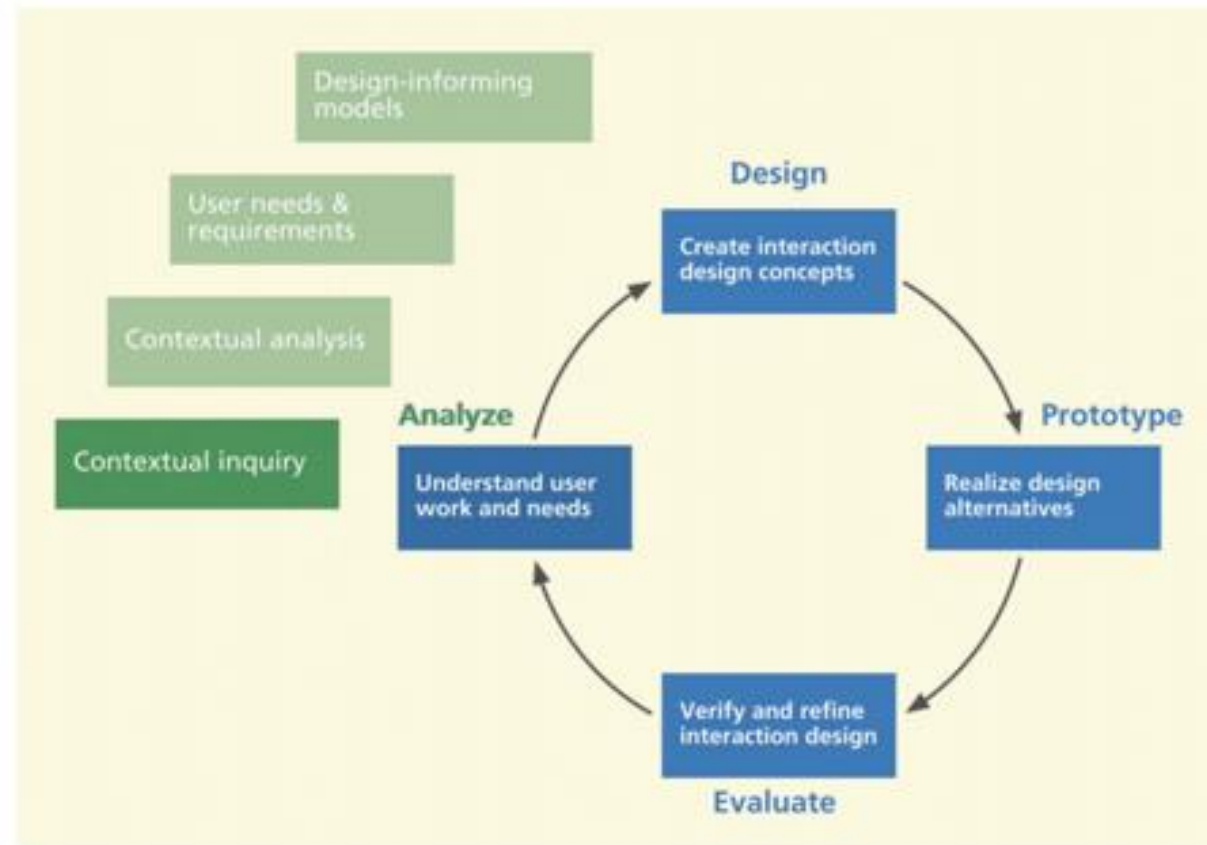 Design-informing
models
User needs &
requirements
Contextual analysis
Contextual inquiry
Analyze
Understand user
work and needs
Design
Create interaction
design concepts
Prototype
Realize design
alternatives
Verify and refine
interaction design
Evaluate